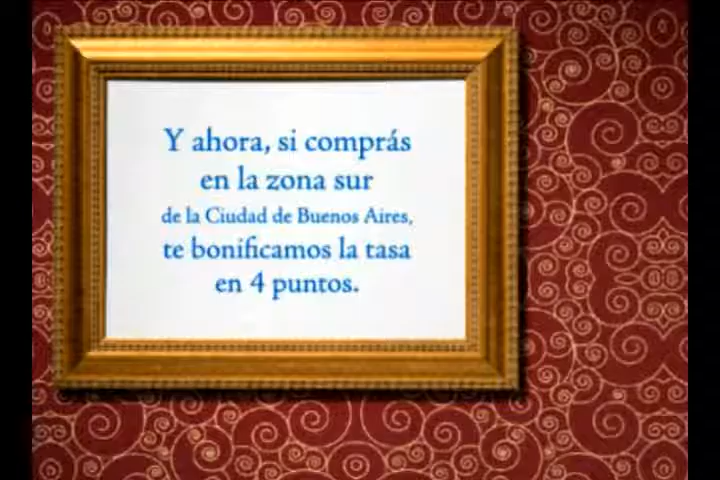 Y ahora, si comprás
en la zona sur
de la Ciudad de Buenos Aires,
te bonificamos la tasa
en 4 puntos.